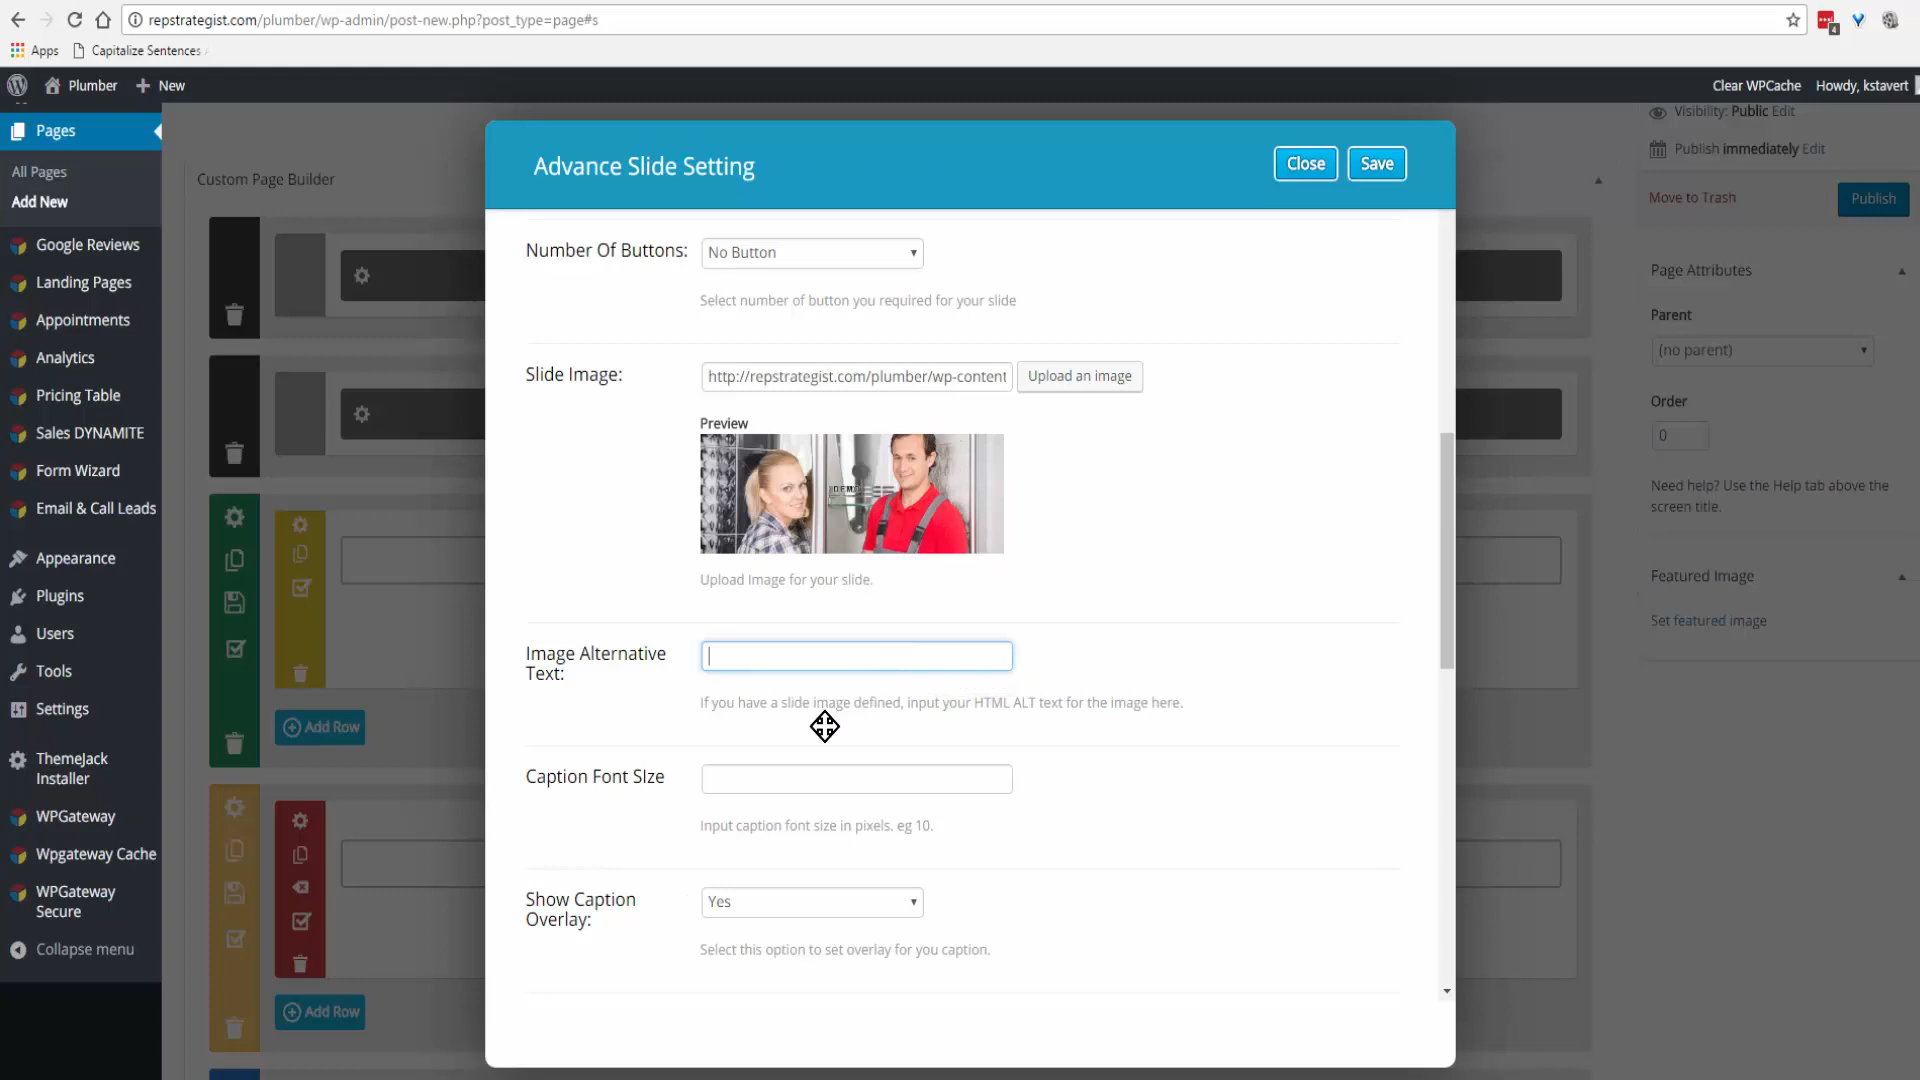 repstrategist.com/plumber/wp-admin/post-new.php?post_type=page#s
4
Apps
Capitalize Sentences
Plumber
New
Clear WPCache
Howdy, kstavert
Pages
All Pages
Add New
Google Reviews
Landing Pages
Appointments
Analytics
Pricing Table
Sales DYNAMITE
Form Wizard
Email & Call Leads
Appearance
Plugins
Users
Tools
Settings
ThemeJack
Installer
WPGateway
Wpgateway Cache
WPGateway
Secure
Collapse menu
Custom Page Builder
Add Row
Add Row
Advance Slide Setting
Close
Save
Number Of Buttons:
No Button
Select number of button you required for your slide
Slide Image:
http://repstrategist.com/plumber/wp-content
Upload an image
Preview
DEMO
Upload Image for your slide.
Image Alternative
Text:
If you have a slide image defined, input your HTML ALT text for the image here.
Caption Font SIze
Input caption font size in pixels. eg 10.
Show Caption
Overlay:
Yes
Select this option to set overlay for you caption.
Visibility: Public Edit
Publish immediately Edit
Move to Trash
Publish
Page Attributes
Parent
(no parent)
Order
0
Need help? Use the Help tab above the
screen title.
Featured Image
Set featured image